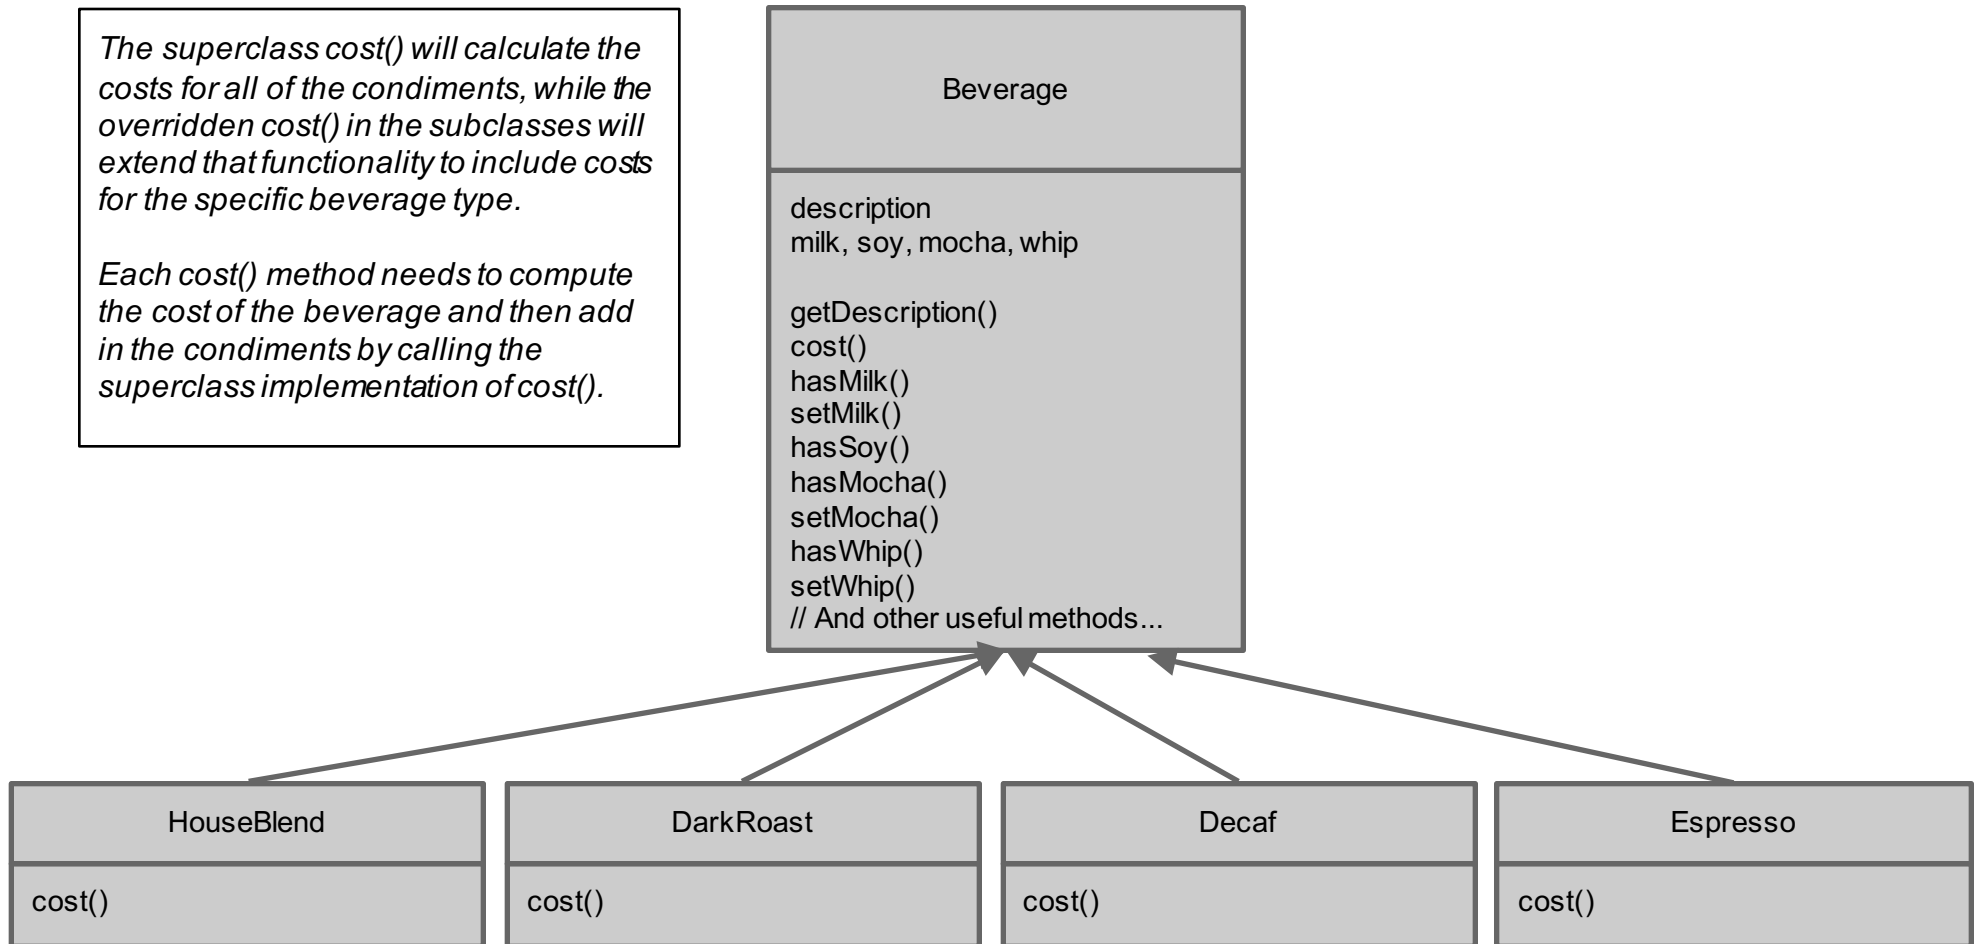 The superclass cost() will calculate the
costs for all of the condiments, while the
overridden cost() in the subclasses will
extend that functionality to include costs
for the specific beverage type.
Each cost() method needs to compute
the cost of the beverage and then add
in the condiments by calling the
superclass implementation of cost().
Beverage
description
milk, soy, mocha, whip
getDescription()
cost()
hasMilk()
setMilk()
hasSoy()
hasMocha()
setMocha()
hasWhip()
setWhip()
// And other useful methods...
HouseBlend
cost()
DarkRoast
cost()
Decaf
cost()
Espresso
cost()